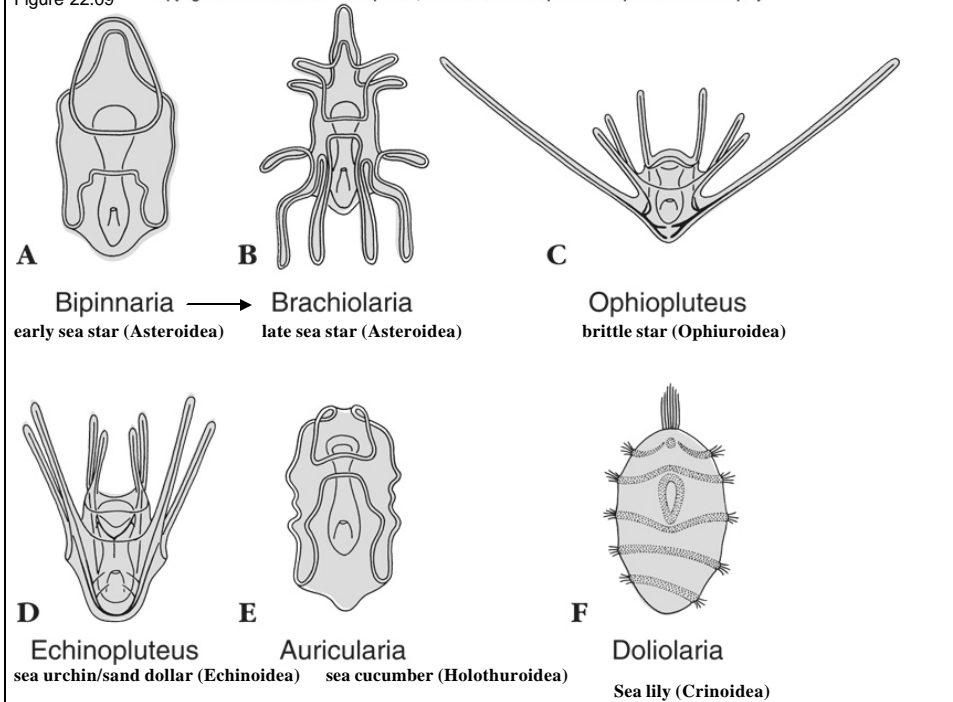 Figure 22.09
A
B
C
Bipinnaria
Brachiolaria
Ophiopluteus
early sea star (Asteroidea)
late sea star (Asteroidea)
brittle star (Ophiuroidea)
D
E
F
Echinopluteus
Auricularia
Doliolaria
sea urchin/sand dollar (Echinoidea)
sea cucumber (Holothuroidea)
Sea lily (Crinoidea)